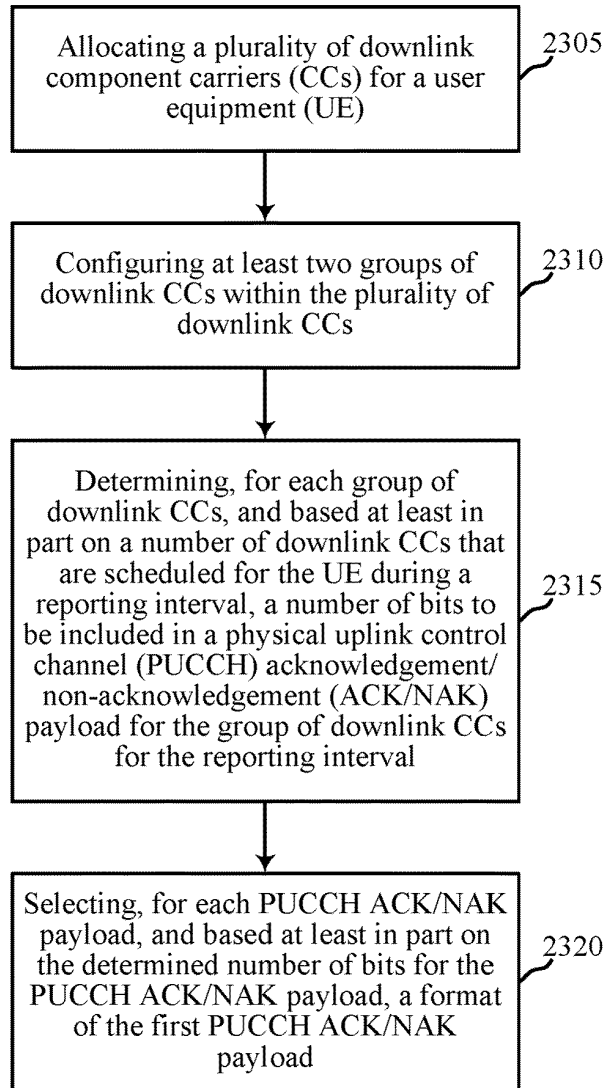 Allocating a plurality of downlink
component carriers (CCs) for a user
equipment (UE)
2305
Configuring at least two groups of
downlink CCs within the plurality of
downlink CCs
2310
Determining, for each group of
downlink CCs, and based at least in
part on a number of downlink CCs that
are scheduled for the UE during a
reporting interval, a number of bits to
be included in a physical uplink control
channel (PUCCH) acknowledgement/
non-acknowledgement (ACK/NAK)
payload for the group of downlink CCs
for the reporting interval
2315
Selecting, for each PUCCH ACK/NAK
payload, and based at least in part on
the determined number of bits for the
PUCCH ACK/NAK payload, a format
of the first PUCCH ACK/NAK
payload
2320